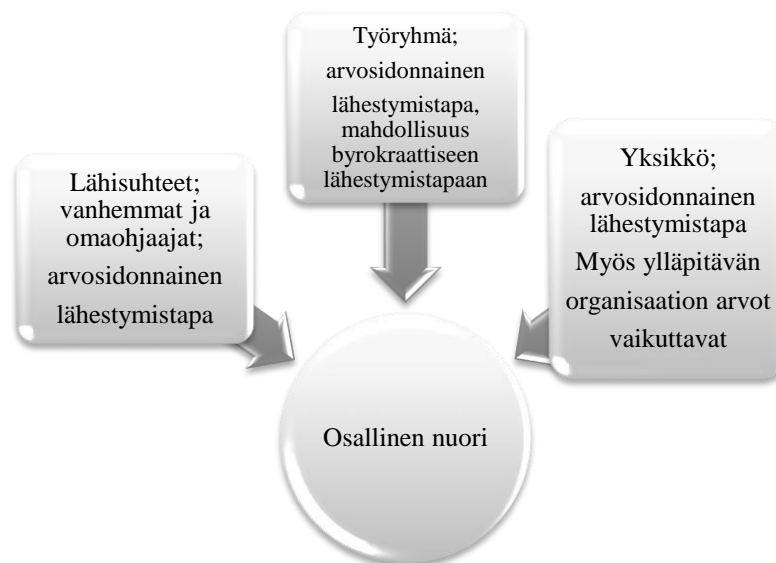 Työryhmä;
arvosidonnainen
lähestymistapa,
mahdollisuus
byrokraattiseen
lähestymistapaan
Lähisuhteet;
vanhemmat ja
omaohjaajat;
arvosidonnainen
lähestymistapa
Yksikkö;
arvosidonnainen
lähestymistapa
Myös ylläpitävän
organisaation arvot
vaikuttavat
Osallinen nuori